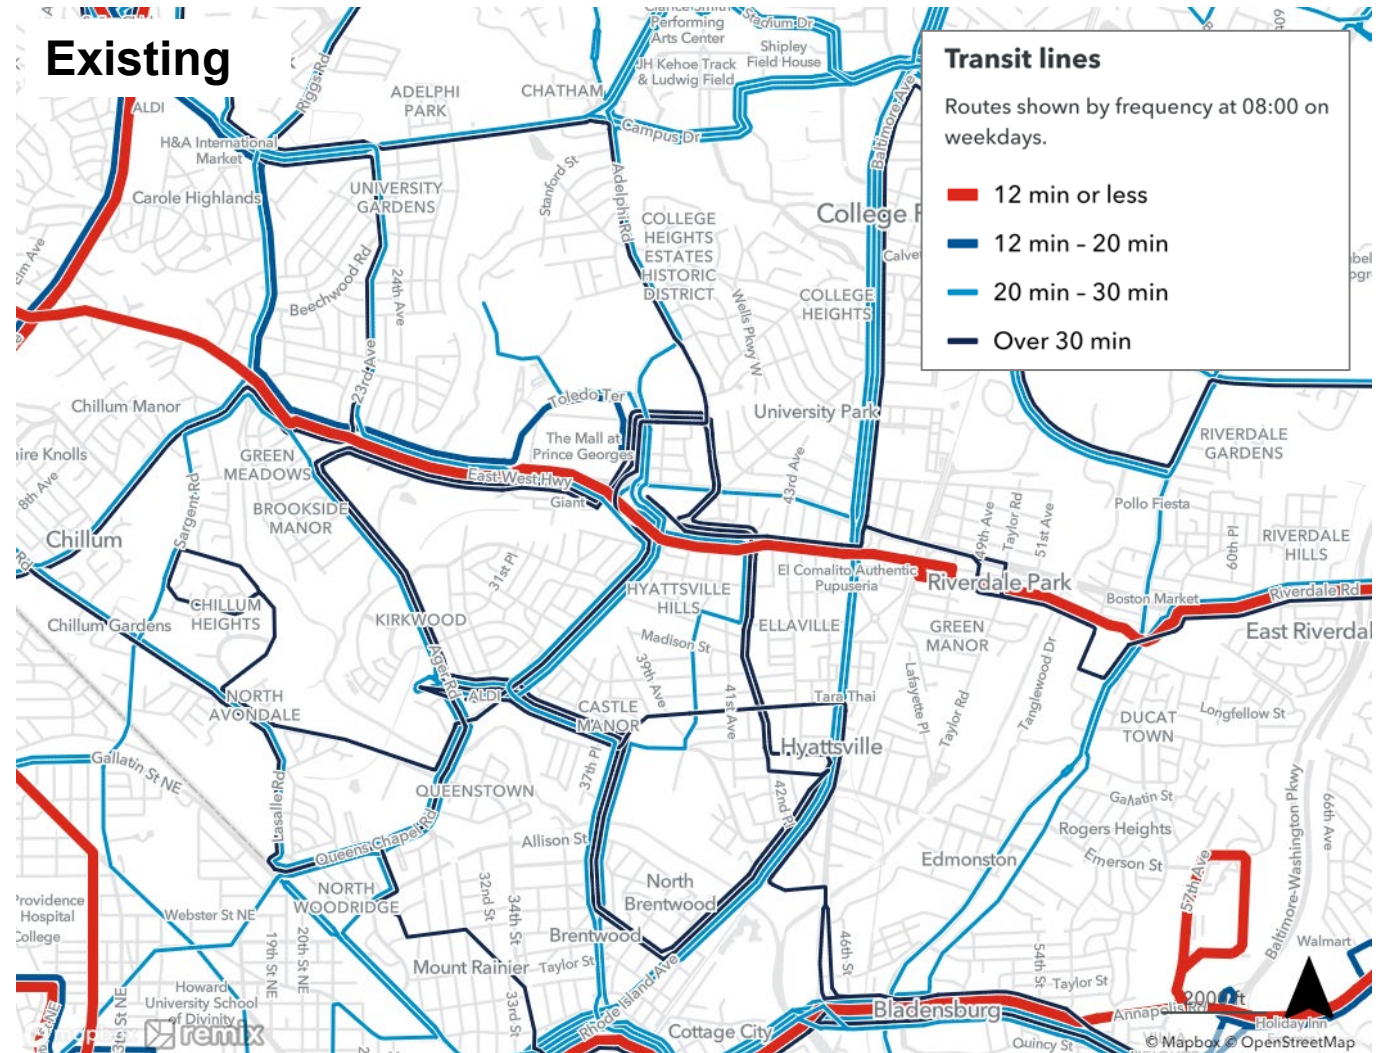 Existing
Transit lines
Routes shown by frequency at 08:00 on
weekdays.
12 min or less
12 min – 20 min
20 min – 30 min
Over 30 min
Performing
Arts Center
Stadium Dr
Shipley
Field House
JH Kehoe Track
& Ludwig Field
Riggs Rd
ADELPHI
PARK
CHATHAM
ALDI
Campus Dr
Baltimore Ave
H&A International
Market
Carole Highlands
UNIVERSITY
GARDENS
Stanford St
Adelphi Rd
COLLEGE
HEIGHTS
ESTATES
HISTORIC
DISTRICT
College
Elm Ave
Beechwood Rd
24th Ave
Wells Pkwy W
COLLEGE
HEIGHTS
23rd Ave
Chillum Manor
Toledo Ter
University Park
The Mall at
Prince Georges
GREEN
MEADOWS
East-West Hwy
43rd Ave
RIVERDALE
GARDENS
8th Ave
Sargent Rd
BROOKSIDE
MANOR
Giant
Pollo Fiesta
Chillum
49th Ave
Taylor Rd
51st Ave
60th Pl
RIVERDALE
HILLS
31st Pl
El Comalito Authentic
Pupuseria
Riverdale Park
HYATTSVILLE
HILLS
Boston Market
Riverdale Rd
CHILLUM
HEIGHTS
Chillum Gardens
KIRKWOOD
ELLAVILLE
GREEN
MANOR
East Riverdal
Madison St
Ager Rd
39th Ave
41st Ave
Lafayette Pl
Taylor Rd
Tanglewood Dr
ALDI
Tara Thai
NORTH
AVONDALE
CASTLE
MANOR
DUCAT
TOWN
Longfellow St
Hyattsville
Gallatin St NE
37th Pl
Lasalle Rd
QUEENSTOWN
42nd Pl
Gallatin St
Baltimore-Washington Pkwy
66th Ave
Queens Chapel Rd
Allison St
Rogers Heights
Emerson St
Edmonston
57th Ave
NORTH
WOODRIDGE
North
Brentwood
32nd St
34th St
Providence
Hospital
College
Webster St NE
19th St NE
20th St NE
Brentwood
46th St
54th St
Walmart
Mount Rainier
Taylor St
Taylor St
Howard
University School
of Divinity
33rd St
Rhode Island Ave
Bladensburg
2000 ft
Annapolis Rd
Holiday Inn
remix
Cottage City
Quincy St
© Mapbox © OpenStreetMap